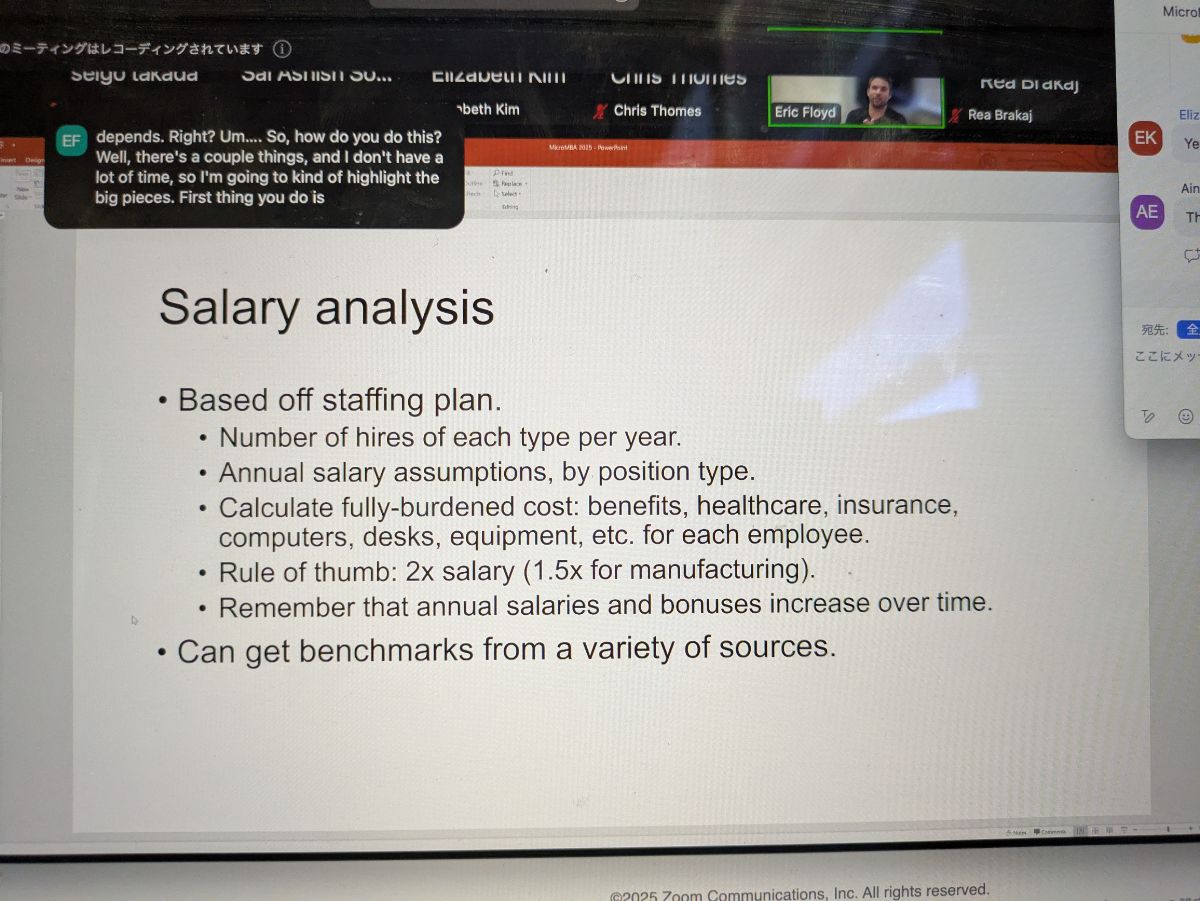 のミーティングはレコーディングされています
seiyo takada
Sai Ashish So...
Elizabeth Kim
Chris Thomes
Rea Brakaj
Kim
Chris Thomes
Eric Floyd
Rea Brakaj
EF
depends. Right? Um.... So, how do you do this?
Well, there's a couple things, and I don't have a
lot of time, so I'm going to kind of highlight the
big pieces. First thing you do is
MicroMBA 2025 - PowerPoint
Insert
Design
New
Slide
Find
Replace
Select
Editing
Salary analysis
• Based off staffing plan.
• Number of hires of each type per year.
• Annual salary assumptions, by position type.
• Calculate fully-burdened cost: benefits, healthcare, insurance,
computers, desks, equipment, etc. for each employee.
• Rule of thumb: 2x salary (1.5x for manufacturing).
• Remember that annual salaries and bonuses increase over time.
• Can get benchmarks from a variety of sources.
Notes
Comments
Eliz
EK
Ye
Ain
AE
Th
宛先: 全
ここにメッ
©2025 Zoom Communications, Inc. All rights reserved.